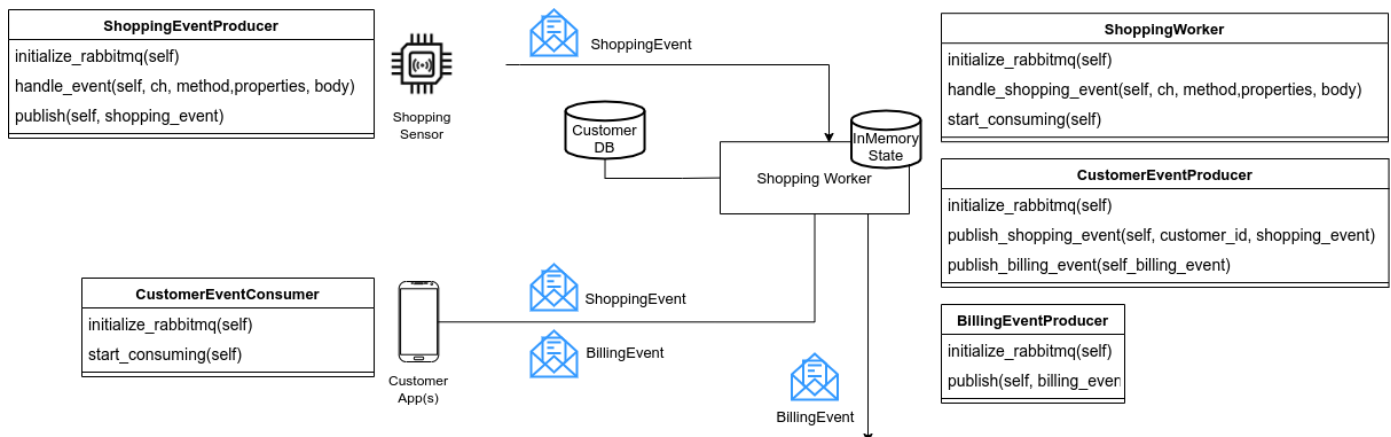 ShoppingEventProducer
initialize_rabbitmq(self)
handle_event(self, ch, method,properties, body)
publish(self, shopping_event)
Shopping
Sensor
ShoppingEvent
Customer
DB
InMemory
State
Shopping Worker
ShoppingWorker
initialize_rabbitmq(self)
handle_shopping_event(self, ch, method,properties, body)
start_consuming(self)
CustomerEventProducer
initialize_rabbitmq(self)
publish_shopping_event(self, customer_id, shopping_event)
publish_billing_event(self_billing_event)
CustomerEventConsumer
initialize_rabbitmq(self)
start_consuming(self)
Customer
App(s)
ShoppingEvent
BillingEvent
BillingEvent
BillingEventProducer
initialize_rabbitmq(self)
publish(self, billing_even